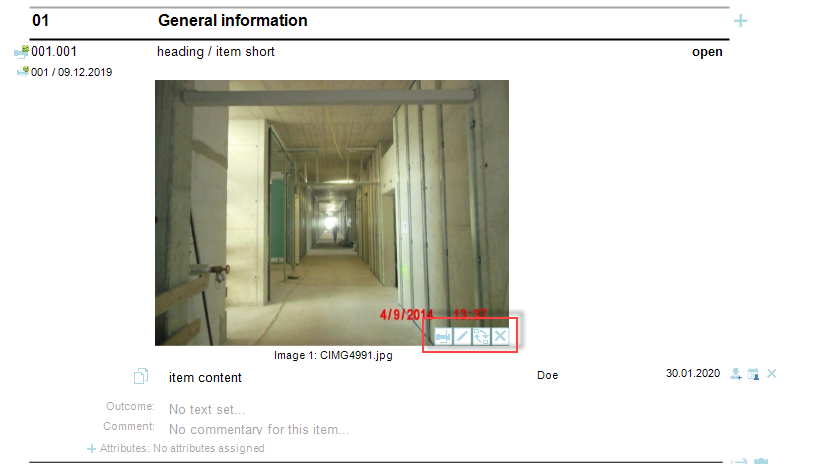 01 General information
001.001 heading / item short open
001 / 09.12.2019
4/9/2014
Image 1: CIMG4991.jpg
item content Doe 30.01.2020
Outcome: No text set...
Comment: No commentary for this item...
Attributes: No attributes assigned